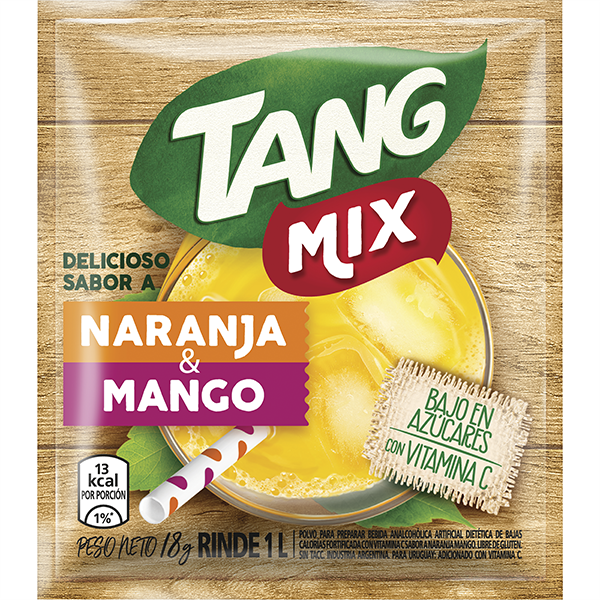 TANG
MIX
DELICIOSO
SABOR A
NARANJA
&
MANGO
BAJO EN
AZÚCARES
CON VITAMINA C
13
kcal
POR PORCIÓN
1%*
PESO NETO 18g RINDE 1 L
POLVO PARA PREPARAR BEBIDA ANALCOHÓLICA ARTIFICIAL DIETÉTICA DE BAJAS
CALORÍAS FORTIFICADA CON VITAMINA C SABOR A NARANJA MANGO. LIBRE DE GLUTEN.
SIN TACC. INDUSTRIA ARGENTINA. PARA URUGUAY: ADICIONADO CON VITAMINA C.